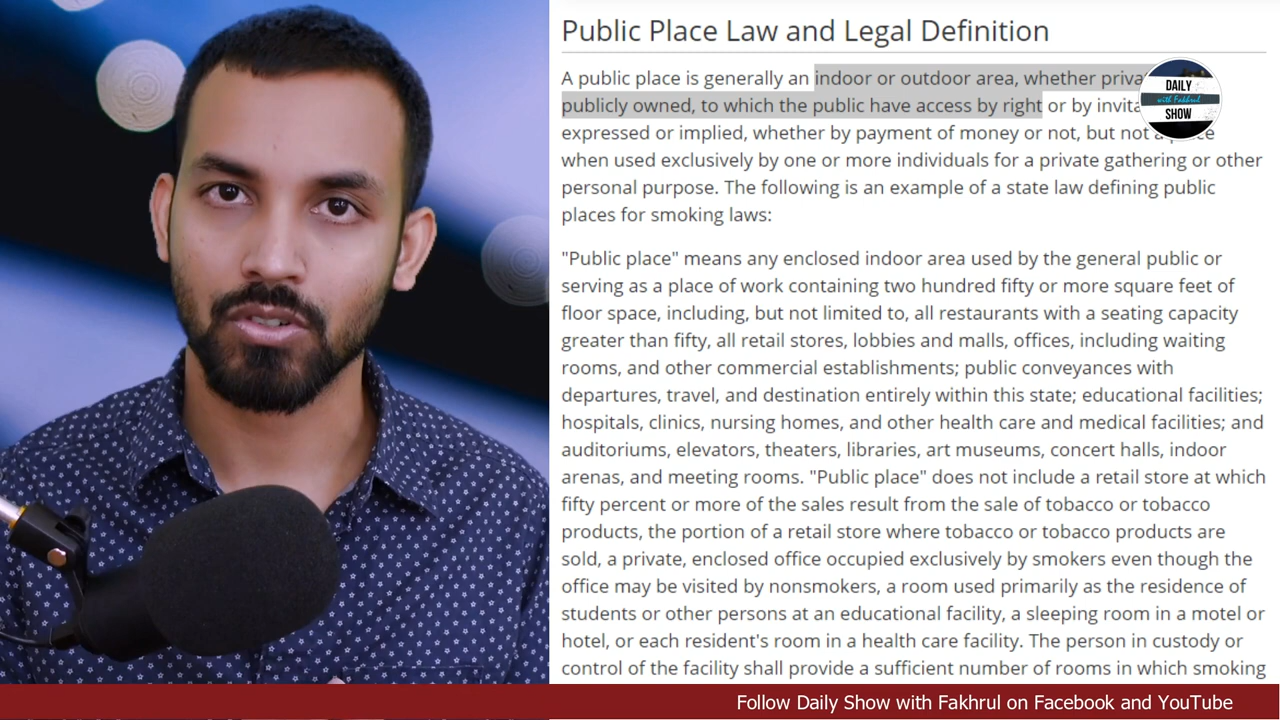 Public Place Law and Legal Definition
A public place is generally an indoor or outdoor area, whether
publicly owned, to which the public have access by right or by
expressed or implied, whether by payment of money or not, but not a
when used exclusively by one or more individuals for a private gathering or other
personal purpose. The following is an example of a state law defining public
places for smoking laws:
"Public place" means any enclosed indoor area used by the general public or
serving as a place of work containing two hundred fifty or more square feet of
floor space, including, but not limited to, all restaurants with a seating capacity
greater than fifty, all retail stores, lobbies and malls, offices, including waiting
rooms, and other commercial establishments; public conveyances with
departures, travel, and destination entirely within this state; educational facilities;
hospitals, clinics, nursing homes, and other health care and medical facilities; and
auditoriums, elevators, theaters, libraries, art museums, concert halls, indoor
arenas, and meeting rooms. "Public place" does not include a retail store at which
fifty percent or more of the sales result from the sale of tobacco or tobacco
products, the portion of a retail store where tobacco or tobacco products are
sold, a private, enclosed office occupied exclusively by smokers even though the
office may be visited by nonsmokers, a room used primarily as the residence of
students or other persons at an educational facility, a sleeping room in a motel or
hotel, or each resident's room in a health care facility. The person in custody or
control of the facility shall provide a sufficient number of rooms in which smoking
DAILY
with Fakhrul
SHOW
Follow Daily Show with Fakhrul on Facebook and YouTube